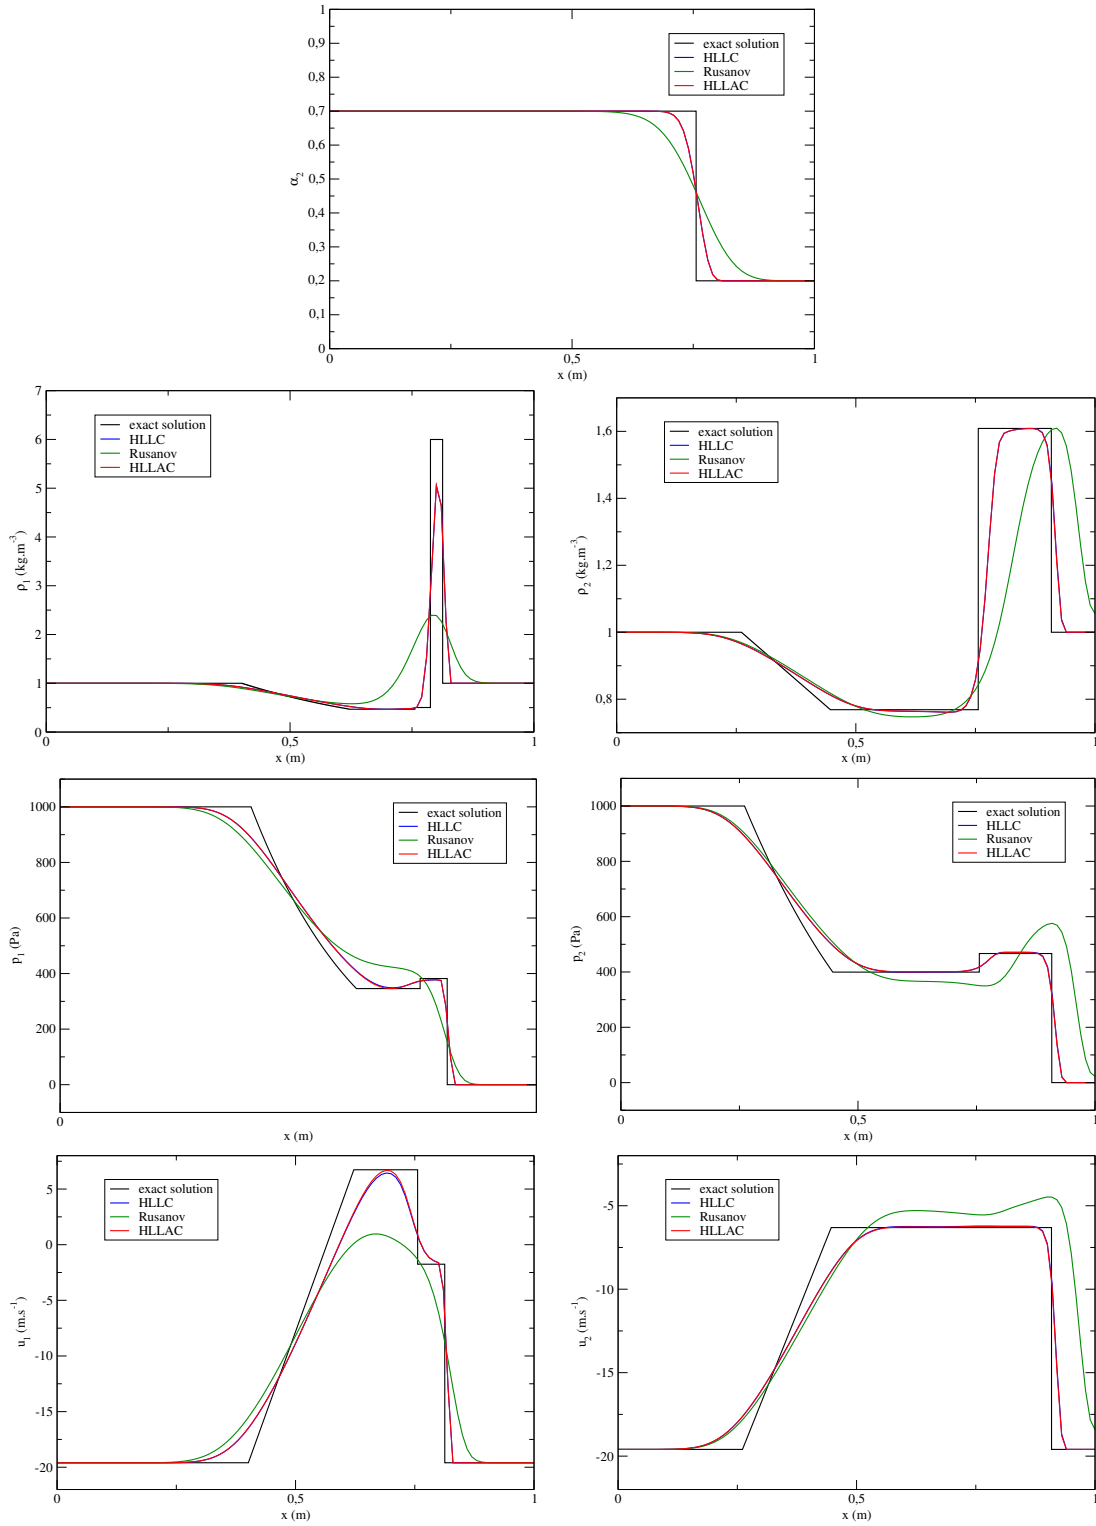 1
0,9
0,8
0,7
0,6
0,5
0,4
0,3
0,2
0,1
0
α2
exact solution
HLLC
Rusanov
HLLAC
0 0,5 1
x (m)
7
6
5
4
3
2
1
0
ρ1 (kg.m-3)
exact solution
HLLC
Rusanov
HLLAC
0 0,5 1
x (m)
1,6
1,4
1,2
1
0,8
ρ2 (kg.m-3)
exact solution
HLLC
Rusanov
HLLAC
0 0,5 1
x (m)
1000
800
600
400
200
0
p1 (Pa)
exact solution
HLLC
Rusanov
HLLAC
0
x (m)
1000
800
600
400
200
0
p2 (Pa)
exact solution
HLLC
Rusanov
HLLAC
0 0,5 1
x (m)
5
0
-5
-10
-15
-20
u1 (m.s-1)
exact solution
HLLC
Rusanov
HLLAC
0 0,5 1
x (m)
-5
-10
-15
-20
u2 (m.s-1)
exact solution
HLLC
Rusanov
HLLAC
0 0,5 1
x (m)